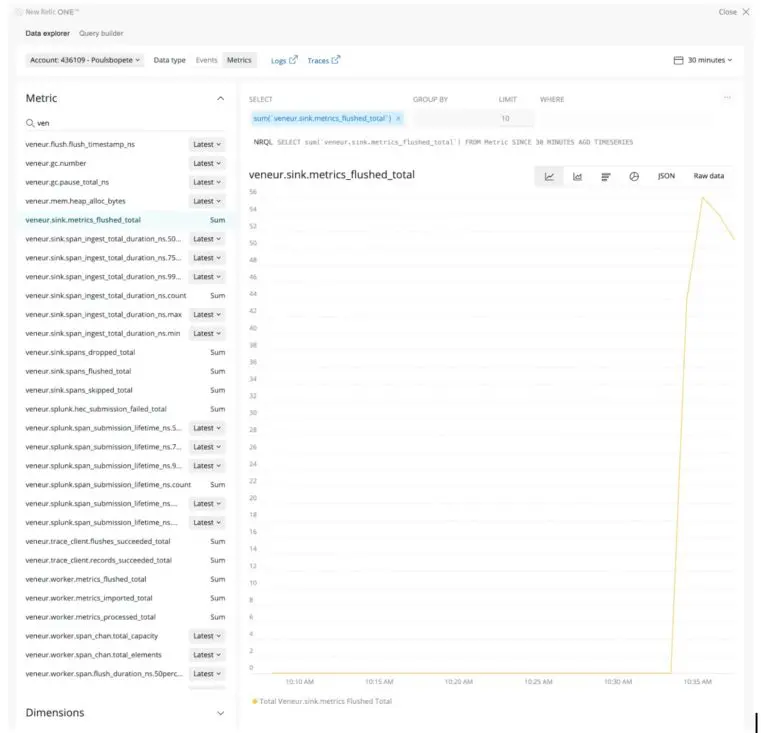 New Relic ONE™
Close ×
Data explorer Query builder
Account: 436109 - Poulsbopete Data type Events Metrics Logs Traces 30 minutes
Metric
ven
veneur.flush.flush_timestamp_ns Latest
veneur.gc.number Latest
veneur.gc.pause_total_ns Latest
veneur.mem.heap_alloc_bytes Latest
veneur.sink.metrics_flushed_total Sum
veneur.sink.span_ingest_total_duration_ns.50... Latest
veneur.sink.span_ingest_total_duration_ns.75... Latest
veneur.sink.span_ingest_total_duration_ns.99... Latest
veneur.sink.span_ingest_total_duration_ns.count Sum
veneur.sink.span_ingest_total_duration_ns.max Latest
veneur.sink.span_ingest_total_duration_ns.min Latest
veneur.sink.spans_dropped_total Sum
veneur.sink.spans_flushed_total Sum
veneur.sink.spans_skipped_total Sum
veneur.splunk.hec_submission_failed_total Sum
veneur.splunk.span_submission_lifetime_ns.5... Latest
veneur.splunk.span_submission_lifetime_ns.7... Latest
veneur.splunk.span_submission_lifetime_ns.9... Latest
veneur.splunk.span_submission_lifetime_ns.count Sum
veneur.splunk.span_submission_lifetime_ns.... Latest
veneur.splunk.span_submission_lifetime_ns.... Latest
veneur.trace_client.flushes_succeeded_total Sum
veneur.trace_client.records_succeeded_total Sum
veneur.worker.metrics_flushed_total Sum
veneur.worker.metrics_imported_total Sum
veneur.worker.metrics_processed_total Sum
veneur.worker.span_chan.total_capacity Latest
veneur.worker.span_chan.total_elements Latest
veneur.worker.span.flush_duration_ns.50perc... Latest
Dimensions
SELECT GROUP BY LIMIT WHERE ...
sum(`veneur.sink.metrics_flushed_total`) × 10
NRQL SELECT sum(`veneur.sink.metrics_flushed_total`) FROM Metric SINCE 30 MINUTES AGO TIMESERIES
veneur.sink.metrics_flushed_total JSON Raw data
56
54
52
50
48
46
44
42
40
38
36
34
32
30
28
26
24
22
20
18
16
14
12
10
8
6
4
2
0
10:10 AM 10:15 AM 10:20 AM 10:25 AM 10:30 AM 10:35 AM
Total Veneur.sink.metrics Flushed Total